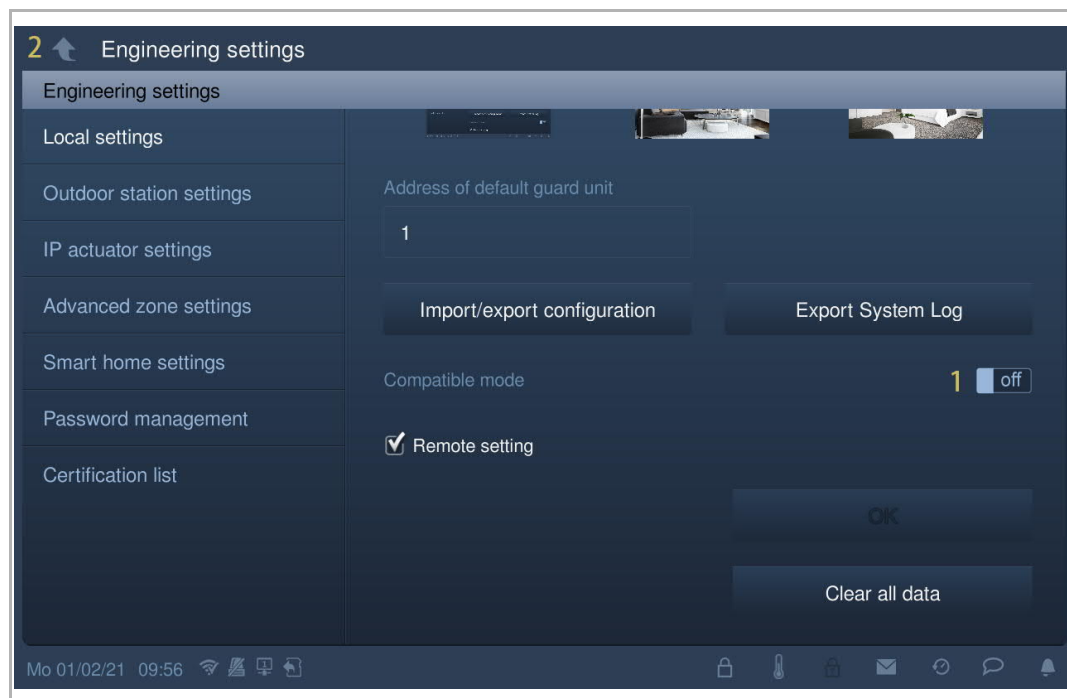 2 Engineering settings
Engineering settings
Local settings
Outdoor station settings
IP actuator settings
Advanced zone settings
Smart home settings
Password management
Certification list
Address of default guard unit
1
Import/export configuration
Export System Log
Compatible mode
1 off
Remote setting
OK
Clear all data
Mo 01/02/21 09:56